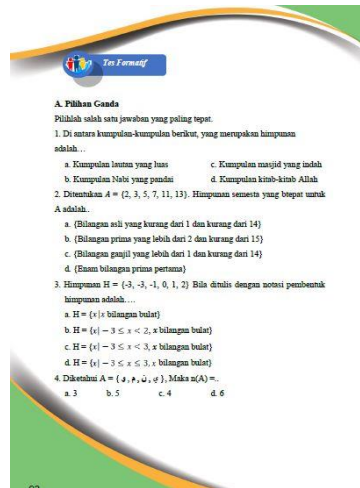 Tes Formatif
A. Pilihan Ganda
Pilihlah salah satu jawaban yang paling tepat.
1. Di antara kumpulan-kumpulan berikut, yang merupakan himpunan
adalah…
a. Kumpulan lautan yang luas c. Kumpulan masjid yang indah
b. Kumpulan Nabi yang pandai d. Kumpulan kitab-kitab Allah
2. Ditentukan A = {2, 3, 5, 7, 11, 13}. Himpunan semesta yang btepat untuk
A adalah..
a. {Bilangan asli yang kurang dari 1 dan kurang dari 14}
b. {Bilangan prima yang lebih dari 2 dan kurang dari 15}
c. {Bilangan ganjil yang lebih dari 1 dan kurang dari 14}
d. {Enam bilangan prima pertama}
3. Himpunan H = {-3, -3, -1, 0, 1, 2} Bila ditulis dengan notasi pembentuk
himpunan adalah….
a. H = {x|x bilangan bulat}
b. H = {x| − 3 ≤ x < 2, x bilangan bulat}
c. H = {x| − 3 ≤ x < 3, x bilangan bulat}
d. H = {x| − 3 ≤ x ≤ 3, x bilangan bulat}
4. Diketahui A = { و , م , ن , ي }, Maka n(A) =..
a. 3 b. 5 c. 4 d. 6